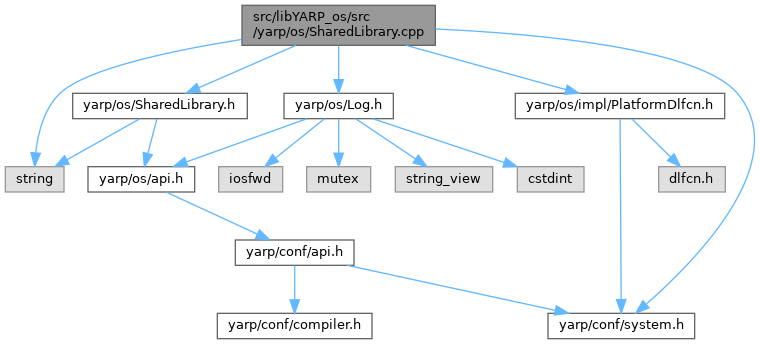 src/libYARP_os/src
/yarp/os/SharedLibrary.cpp
yarp/os/SharedLibrary.h
yarp/os/Log.h
yarp/os/impl/PlatformDlfcn.h
string
yarp/os/api.h
iosfwd
mutex
string_view
cstdint
dlfcn.h
yarp/conf/api.h
yarp/conf/compiler.h
yarp/conf/system.h